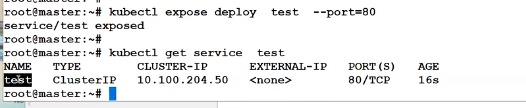 root@master:~# kubectl expose deploy  test  --port=80
service/test exposed
root@master:~#
root@master:~# kubectl get service  test
NAME   TYPE        CLUSTER-IP      EXTERNAL-IP   PORT(S)   AGE
test   ClusterIP   10.100.204.50   <none>        80/TCP    16s
root@master:~#